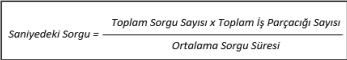 Toplam Sorgu Sayısı x Toplam İş Parçacığı Sayısı
Saniyedeki Sorgu =
Ortalama Sorgu Süresi